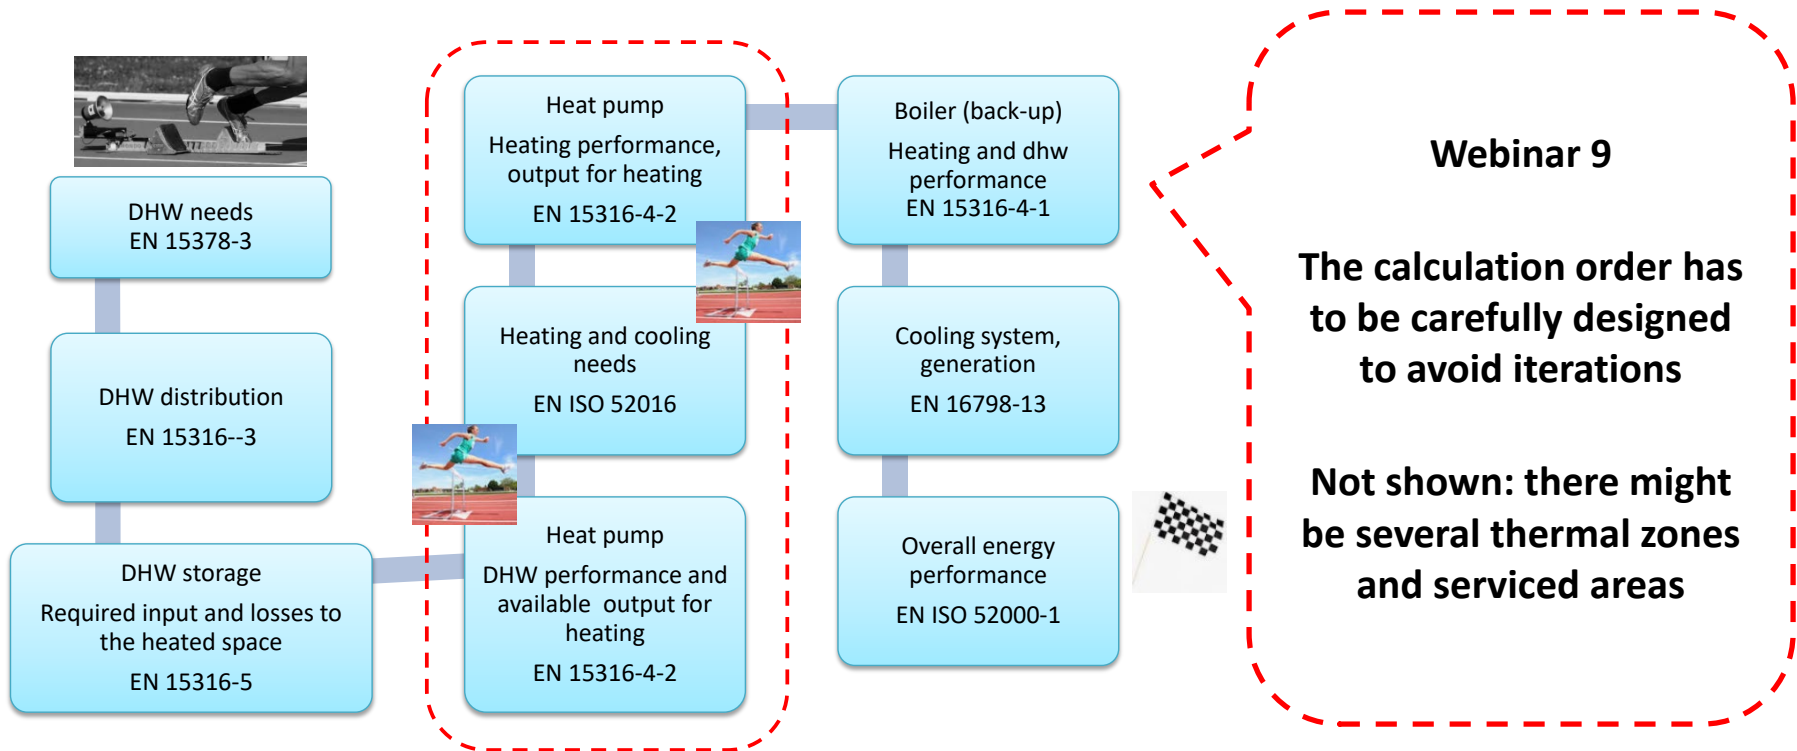 DHW needs
EN 15378-3
DHW distribution
EN 15316--3
DHW storage
Required input and losses to
the heated space
EN 15316-5
Heat pump
DHW performance and
available output for
heating
EN 15316-4-2
Heating and cooling
needs
EN ISO 52016
Heat pump
Heating performance,
output for heating
EN 15316-4-2
Boiler (back-up)
Heating and dhw
performance
EN 15316-4-1
Cooling system,
generation
EN 16798-13
Overall energy
performance
EN ISO 52000-1
Webinar 9
The calculation order has
to be carefully designed
to avoid iterations
Not shown: there might
be several thermal zones
and serviced areas